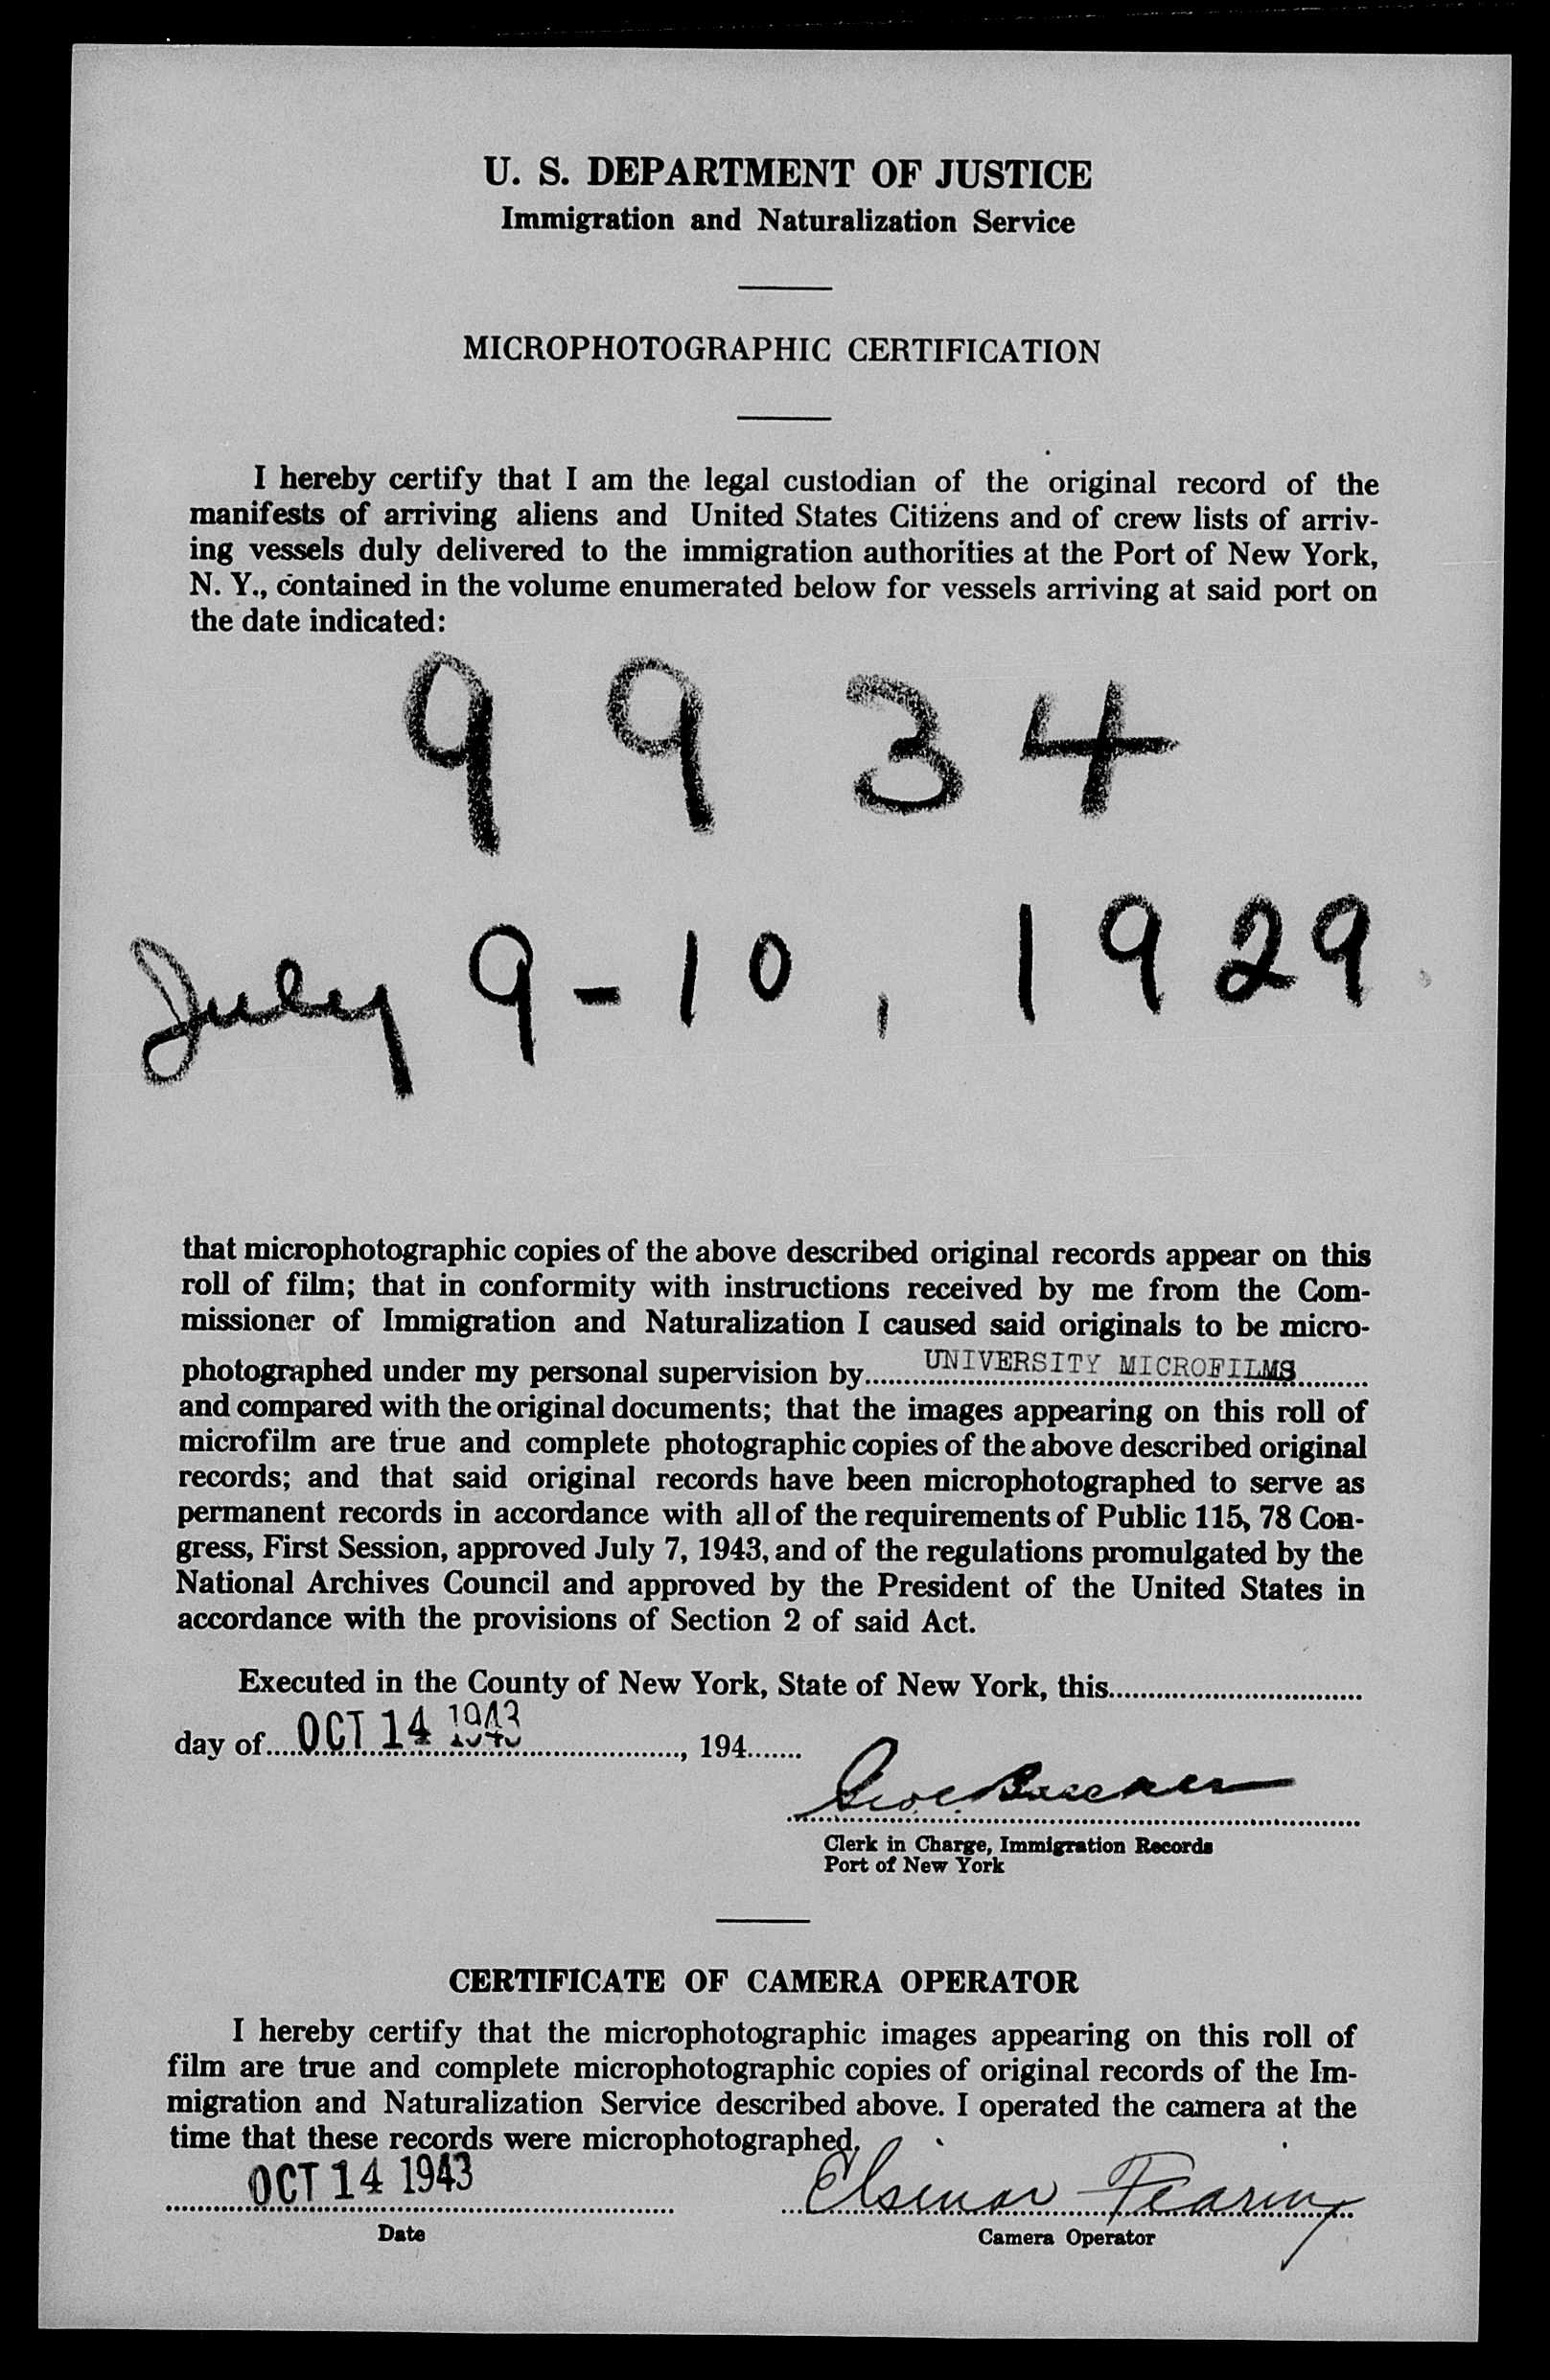 U. S. DEPARTMENT OF JUSTICE
Immigration and Naturalization Service
MICROPHOTOGRAPHIC CERTIFICATION
I hereby certify that I am the legal custodian of the original record of the
manifests of arriving aliens and United States Citizens and of crew lists of arriv-
ing vessels duly delivered to the immigration authorities at the Port of New York,
N. Y., contained in the volume enumerated below for vessels arriving at said port on
the date indicated:
9934
July 9-10, 1929
that microphotographic copies of the above described original records appear on this
roll of film; that in conformity with instructions received by me from the Com-
missioner of Immigration and Naturalization I caused said originals to be micro-
photographed under my personal supervision by UNIVERSITY MICROFILMS
and compared with the original documents; that the images appearing on this roll of
microfilm are true and complete photographic copies of the above described original
records; and that said original records have been microphotographed to serve as
permanent records in accordance with all of the requirements of Public 115, 78 Con-
gress, First Session, approved July 7, 1943, and of the regulations promulgated by the
National Archives Council and approved by the President of the United States in
accordance with the provisions of Section 2 of said Act.
Executed in the County of New York, State of New York, this
day of OCT 14 1943, 194
Clerk in Charge, Immigration Records
Port of New York
CERTIFICATE OF CAMERA OPERATOR
I hereby certify that the microphotographic images appearing on this roll of
film are true and complete microphotographic copies of original records of the Im-
migration and Naturalization Service described above. I operated the camera at the
time that these records were microphotographed.
OCT 14 1943 Elsinor Fearing
Date Camera Operator